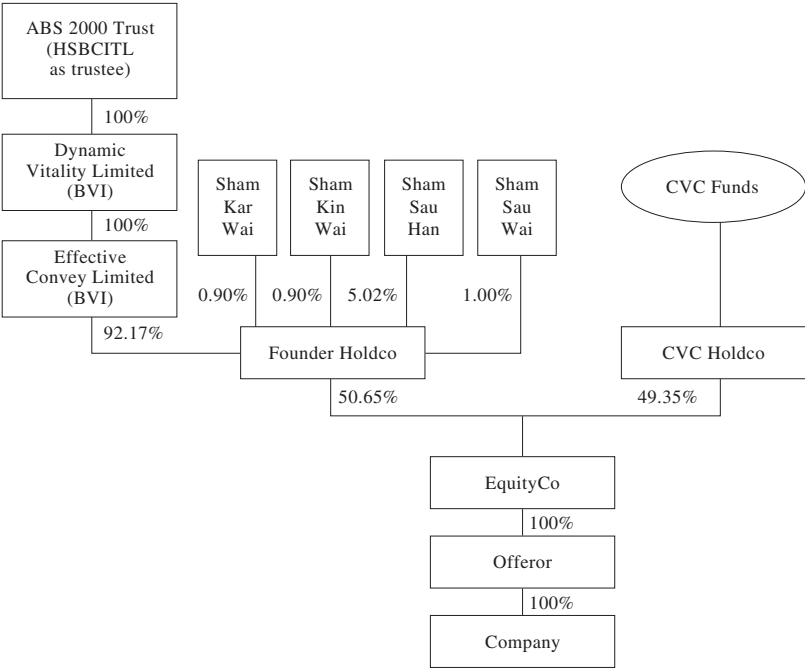 ABS 2000 Trust
(HSBCITL
as trustee)
100%
Dynamic
Vitality Limited
(BVI)
100%
Effective
Convey Limited
(BVI)
92.17%
Sham
Kar
Wai
0.90%
Sham
Kin
Wai
0.90%
Sham
Sau
Han
5.02%
Sham
Sau
Wai
1.00%
CVC Funds
Founder Holdco
CVC Holdco
50.65%
49.35%
EquityCo
100%
Offeror
100%
Company